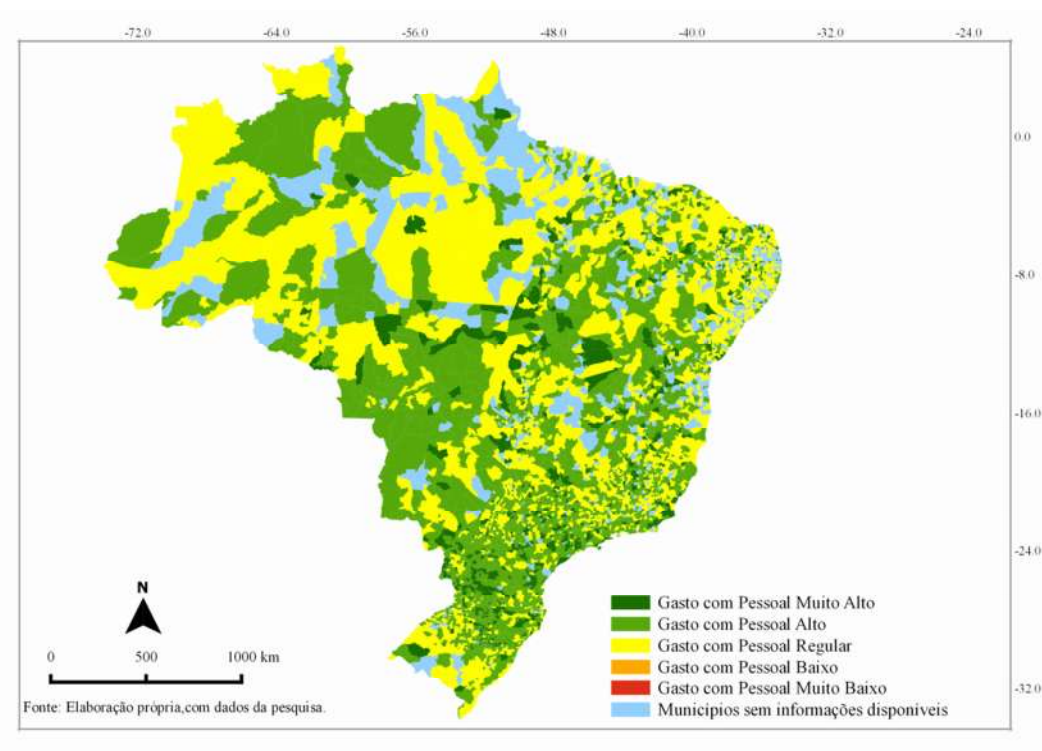 -72.0 -64.0 -56.0 -48.0 -40.0 -32.0 -24.0
0.0
-8.0
-16.0
-24.0
-32.0
N
0 500 1000 km
Fonte: Elaboração própria,com dados da pesquisa.
Gasto com Pessoal Muito Alto
Gasto com Pessoal Alto
Gasto com Pessoal Regular
Gasto com Pessoal Baixo
Gasto com Pessoal Muito Baixo
Municípios sem informações disponíveis